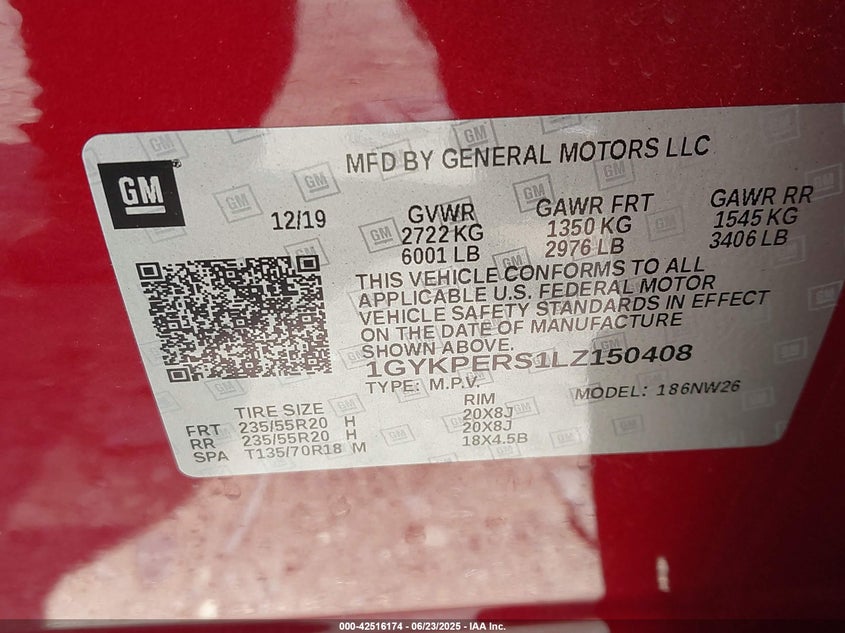 GM
MFD BY GENERAL MOTORS LLC
12/19
GVWR
2722 KG
6001 LB
GAWR FRT
1350 KG
2976 LB
GAWR RR
1545 KG
3406 LB
THIS VEHICLE CONFORMS TO ALL
APPLICABLE U.S. FEDERAL MOTOR
VEHICLE SAFETY STANDARDS IN EFFECT
ON THE DATE OF MANUFACTURE
SHOWN ABOVE.
1GYKPERS1LZ150408
TYPE: M.P.V.
MODEL: 186NW26
TIRE SIZE RIM
FRT 235/55R20 H 20X8J
RR 235/55R20 H 20X8J
SPA T135/70R18 M 18X4.5B
000-42516174 — 06/23/2025 - IAA Inc.